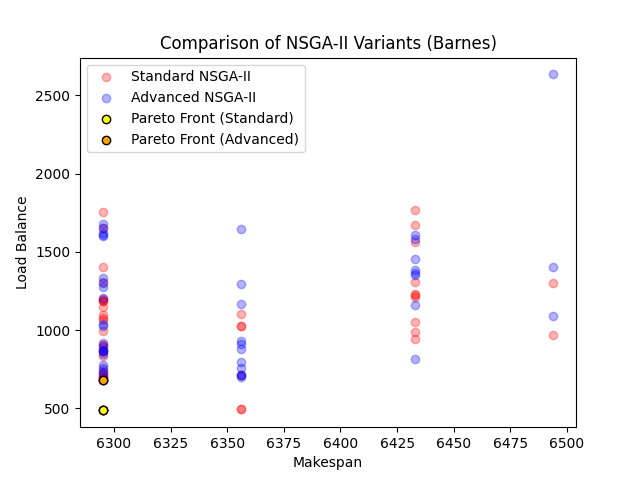 Comparison of NSGA-II Variants (Barnes)
Standard NSGA-II
Advanced NSGA-II
Pareto Front (Standard)
Pareto Front (Advanced)
Load Balance
2500
2000
1500
1000
500
6300 6325 6350 6375 6400 6425 6450 6475 6500
Makespan